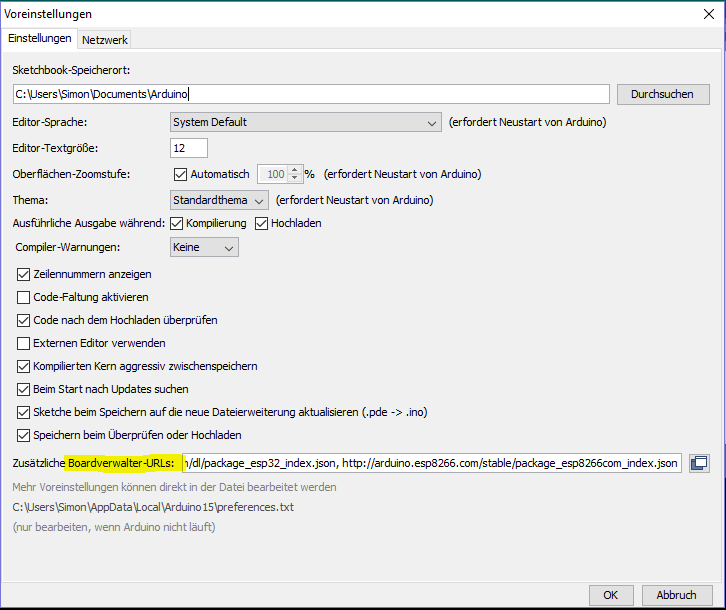 Voreinstellungen
Einstellungen Netzwerk
Sketchbook-Speicherort:
C:\Users\Simon\Documents\Arduino Durchsuchen
Editor-Sprache: System Default (erfordert Neustart von Arduino)
Editor-Textgröße: 12
Oberflächen-Zoomstufe: Automatisch 100 % (erfordert Neustart von Arduino)
Thema: Standardthema (erfordert Neustart von Arduino)
Ausführliche Ausgabe während: Kompilierung Hochladen
Compiler-Warnungen: Keine
Zeilennummern anzeigen
Code-Faltung aktivieren
Code nach dem Hochladen überprüfen
Externen Editor verwenden
Kompilierten Kern aggressiv zwischenspeichern
Beim Start nach Updates suchen
Sketche beim Speichern auf die neue Dateierweiterung aktualisieren (.pde -> .ino)
Speichern beim Überprüfen oder Hochladen
Zusätzliche Boardverwalter-URLs: /dl/package_esp32_index.json, http://arduino.esp8266.com/stable/package_esp8266com_index.json
Mehr Voreinstellungen können direkt in der Datei bearbeitet werden
C:\Users\Simon\AppData\Local\Arduino15\preferences.txt
(nur bearbeiten, wenn Arduino nicht läuft)
OK Abbruch